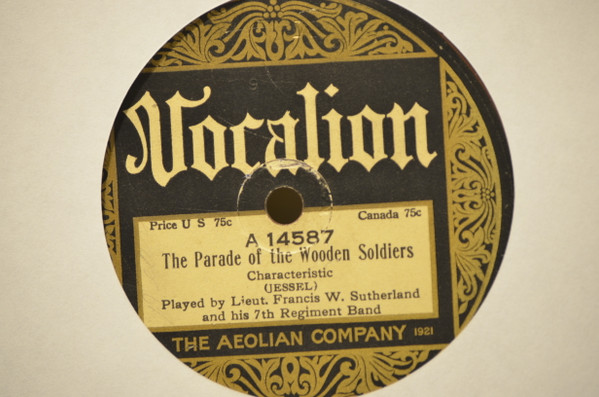 Vocalion
Price U S 75c Canada 75c
A 14587
The Parade of the Wooden Soldiers
Characteristic
(JESSEL)
Played by Lieut. Francis W. Sutherland
and his 7th Regiment Band
THE AEOLIAN COMPANY 1921